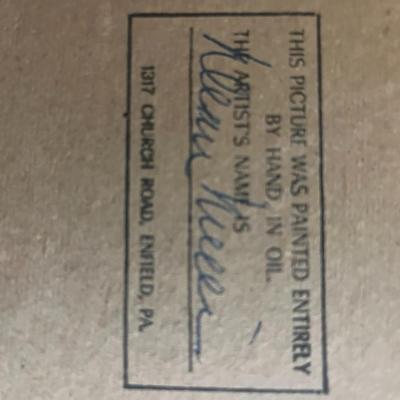 THIS PICTURE WAS PAINTED ENTIRELY
BY HAND IN OIL.
THE ARTIST'S NAME IS
1317 CHURCH ROAD, ENFIELD, PA.